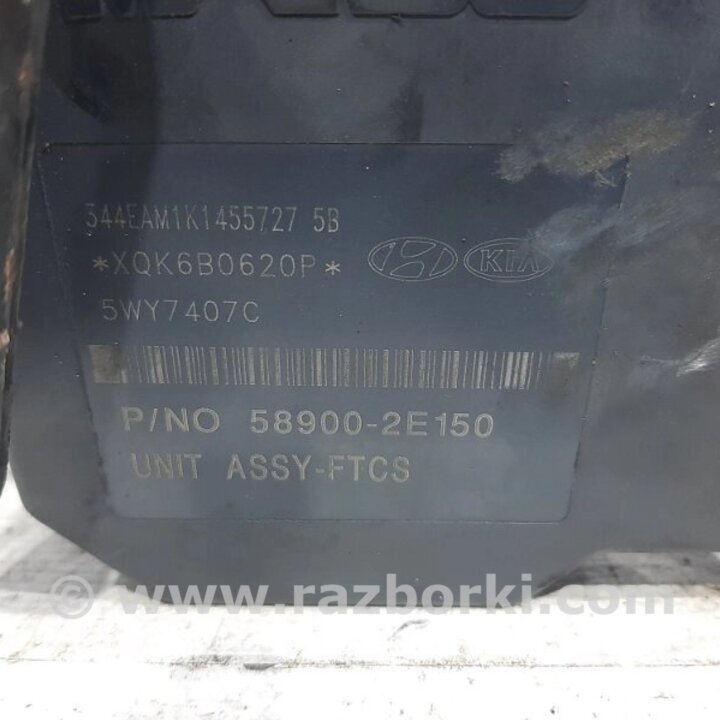 344EAM1K1455727 5B
*XQK6B0620P*
KIA
5WY7407C
P/NO 58900-2E150
UNIT ASSY-FTCS
© www.razborki.com